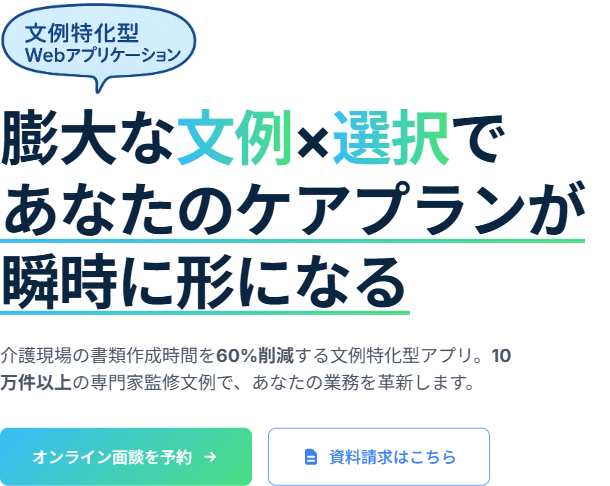 文例特化型
Webアプリケーション
膨大な文例×選択で
あなたのケアプランが
瞬時に形になる
介護現場の書類作成時間を60%削減する文例特化型アプリ。10
万件以上の専門家監修文例で、あなたの業務を革新します。
オンライン面談を予約 →
資料請求はこちら